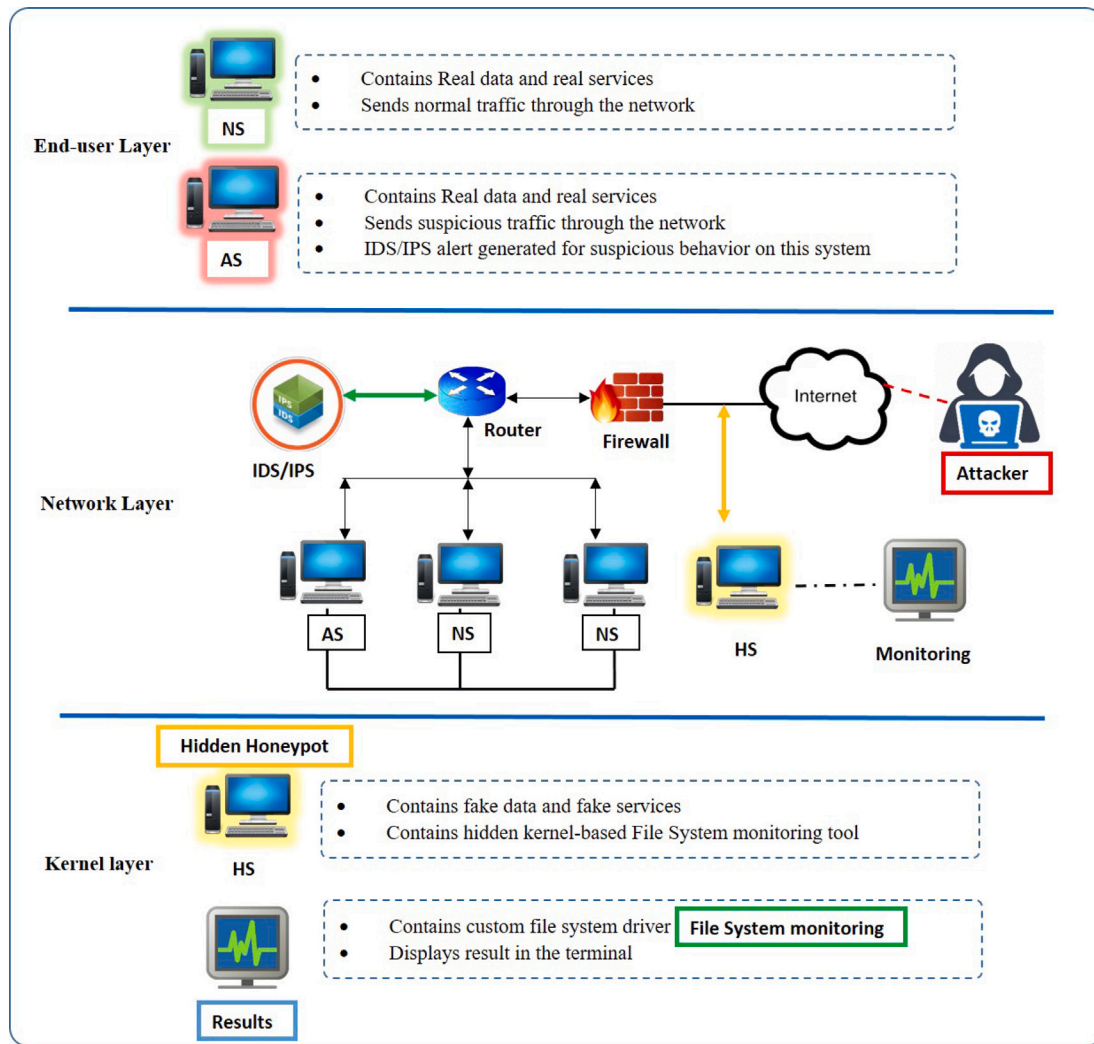 Contains Real data and real services
Sends normal traffic through the network
NS
End-user Layer
Contains Real data and real services
Sends suspicious traffic through the network
IDS/IPS alert generated for suspicious behavior on this system
AS
IPS
IDS
IDS/IPS
Router
Firewall
Internet
Attacker
Network Layer
AS
NS
NS
HS
Monitoring
Hidden Honeypot
Contains fake data and fake services
Contains hidden kernel-based File System monitoring tool
Kernel layer
HS
Contains custom file system driver File System monitoring
Displays result in the terminal
Results